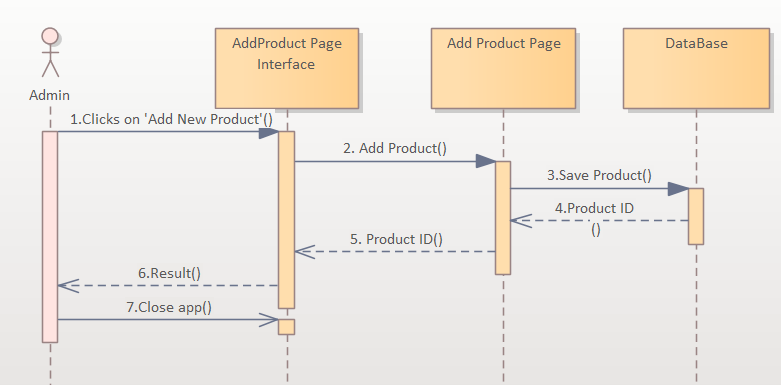 AddProduct Page
Interface
Add Product Page
DataBase
Admin
1.Clicks on 'Add New Product'()
2. Add Product()
3.Save Product()
4.Product ID
()
5. Product ID()
6.Result()
7.Close app()